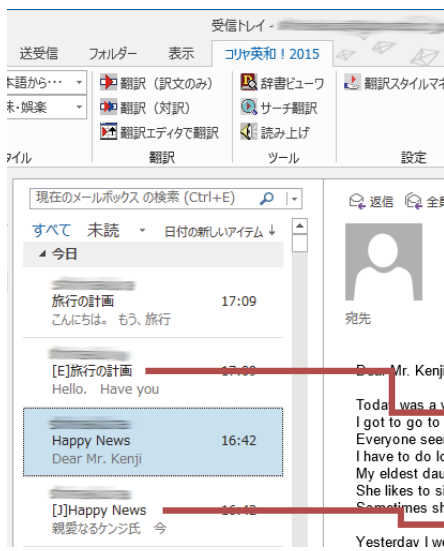 受信トレイ -
送受信 フォルダー 表示 コリャ英和！2015
本語から… 翻訳（訳文のみ） 辞書ビューワ 翻訳スタイルマネ
味・娯楽 翻訳（対訳） サーチ翻訳
翻訳エディタで翻訳 読み上げ
タイル 翻訳 ツール 設定
現在のメールボックス の検索 (Ctrl+E)
返信 全員
すべて 未読 日付の新しいアイテム ↓
今日
旅行の計画 17:09
こんにちは。 もう、旅行
宛先
[E]旅行の計画 17:09
Hello. Have you
Happy News 16:42
Dear Mr. Kenji
[J]Happy News 16:42
親愛なるケンジ氏 今
Dear Mr. Kenji
Today was a
I got to go to
Everyone
I have to do
My eldest
She likes to
Sometimes
Yesterday I